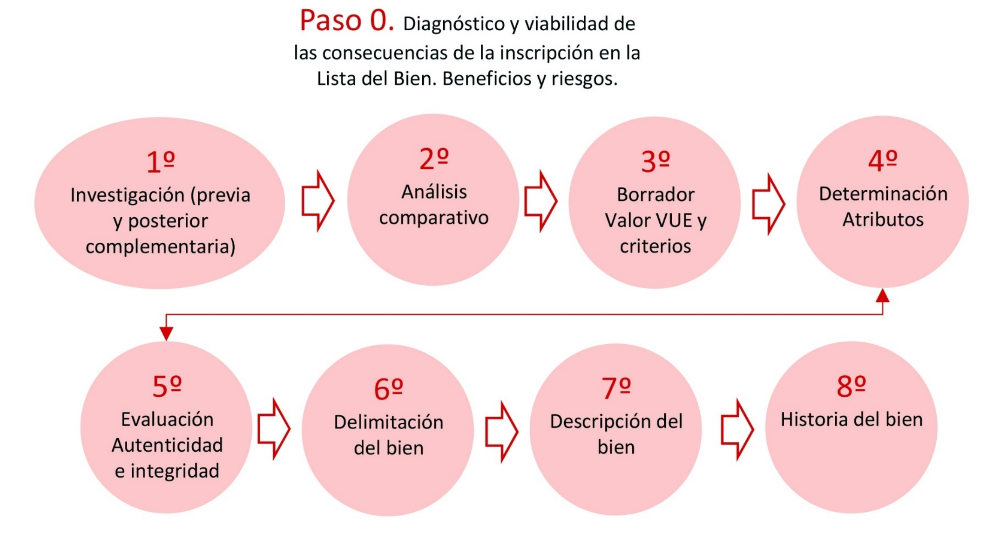 Paso 0. Diagnóstico y viabilidad de
las consecuencias de la inscripción en la
Lista del Bien. Beneficios y riesgos.
1º
Investigación (previa
y posterior
complementaria)
2º
Análisis
comparativo
3º
Borrador
Valor VUE y
criterios
4º
Determinación
Atributos
5º
Evaluación
Autenticidad
e integridad
6º
Delimitación
del bien
7º
Descripción del
bien
8º
Historia del bien